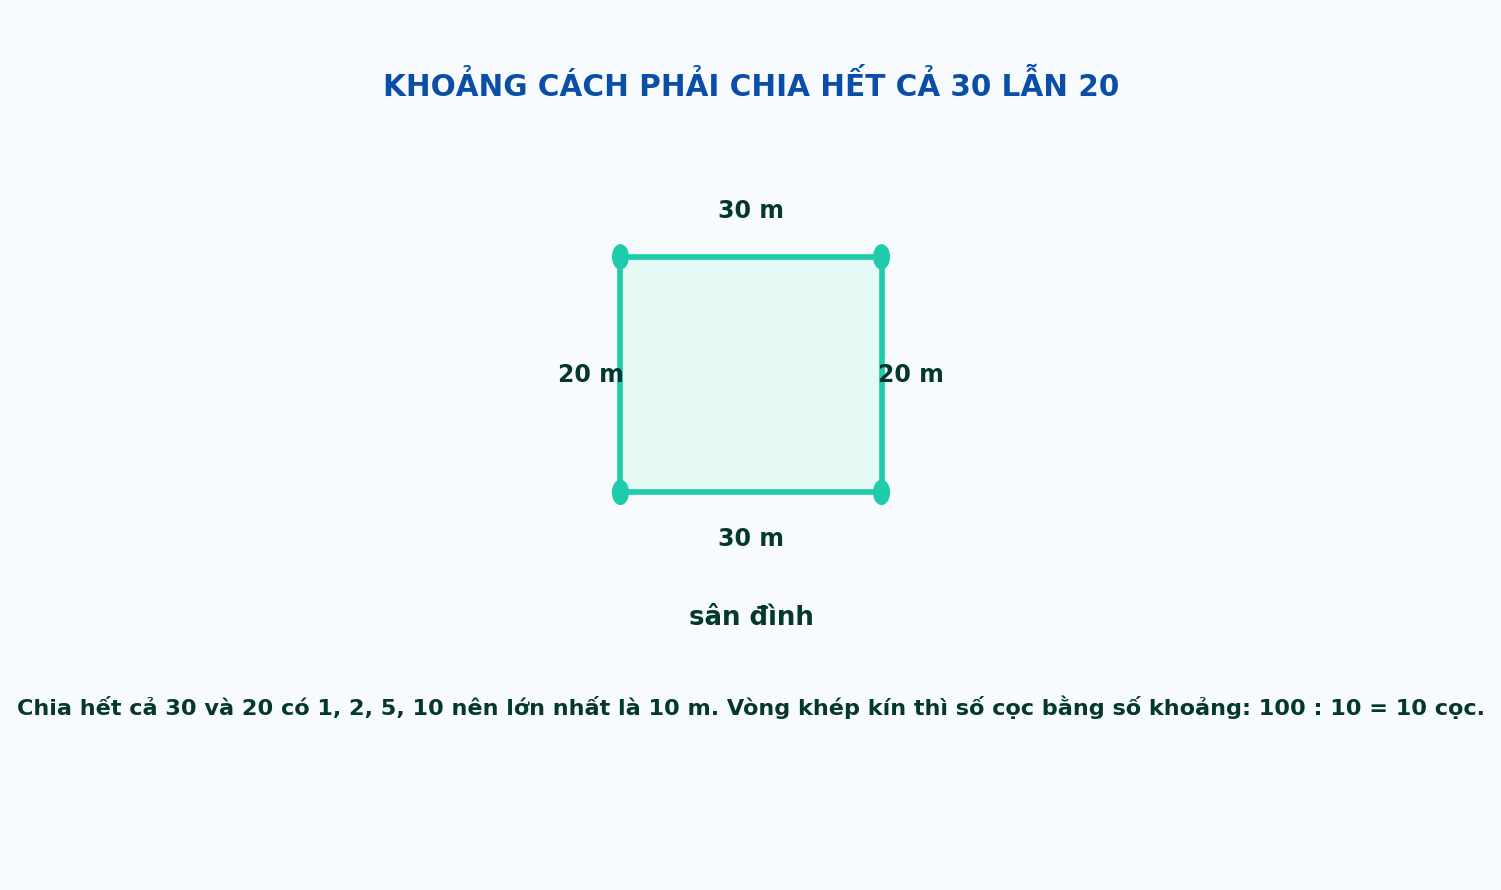 KHOẢNG CÁCH PHẢI CHIA HẾT CẢ 30 LẪN 20
30 m
20 m
20 m
30 m
sân đình
Chia hết cả 30 và 20 có 1, 2, 5, 10 nên lớn nhất là 10 m. Vòng khép kín thì số cọc bằng số khoảng: 100 : 10 = 10 cọc.